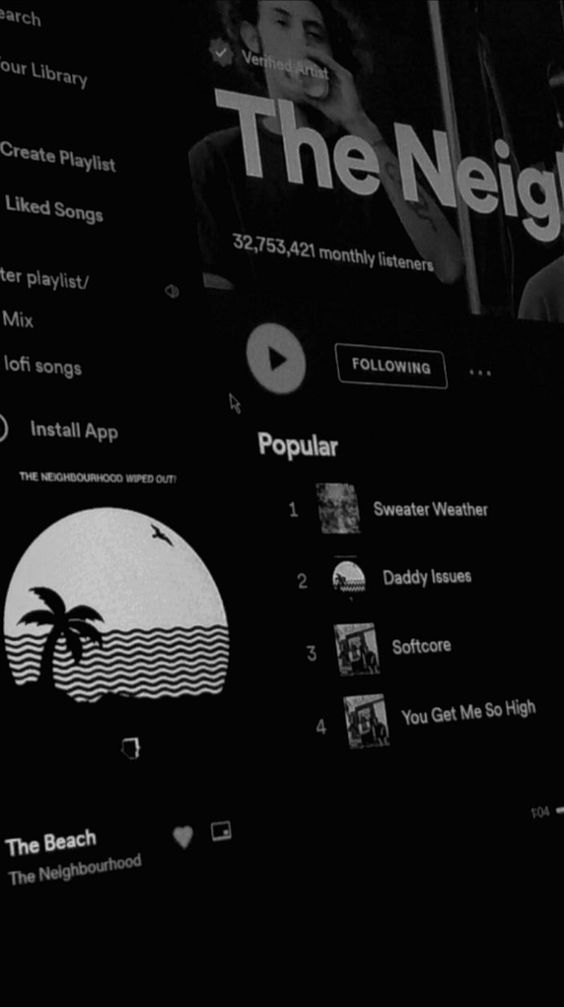 earch
Your Library
Create Playlist
Liked Songs
ter playlist/
Mix
lofi songs
Install App
THE NEIGHBOURHOOD WIPED OUT!
The Beach
The Neighbourhood
Verified Artist
The Neig
32,753,421 monthly listeners
FOLLOWING
Popular
1 Sweater Weather
2 Daddy Issues
3 Softcore
4 You Get Me So High
1:04